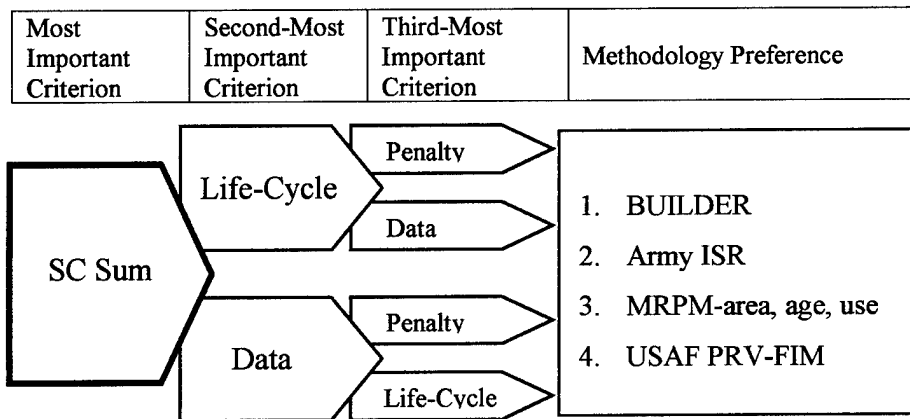 Most
Important
Criterion
Second-Most
Important
Criterion
Third-Most
Important
Criterion
Methodology Preference
SC Sum
Life-Cycle
Penalty
Data
Data
Penalty
Life-Cycle
1. BUILDER
2. Army ISR
3. MRPM-area, age, use
4. USAF PRV-FIM